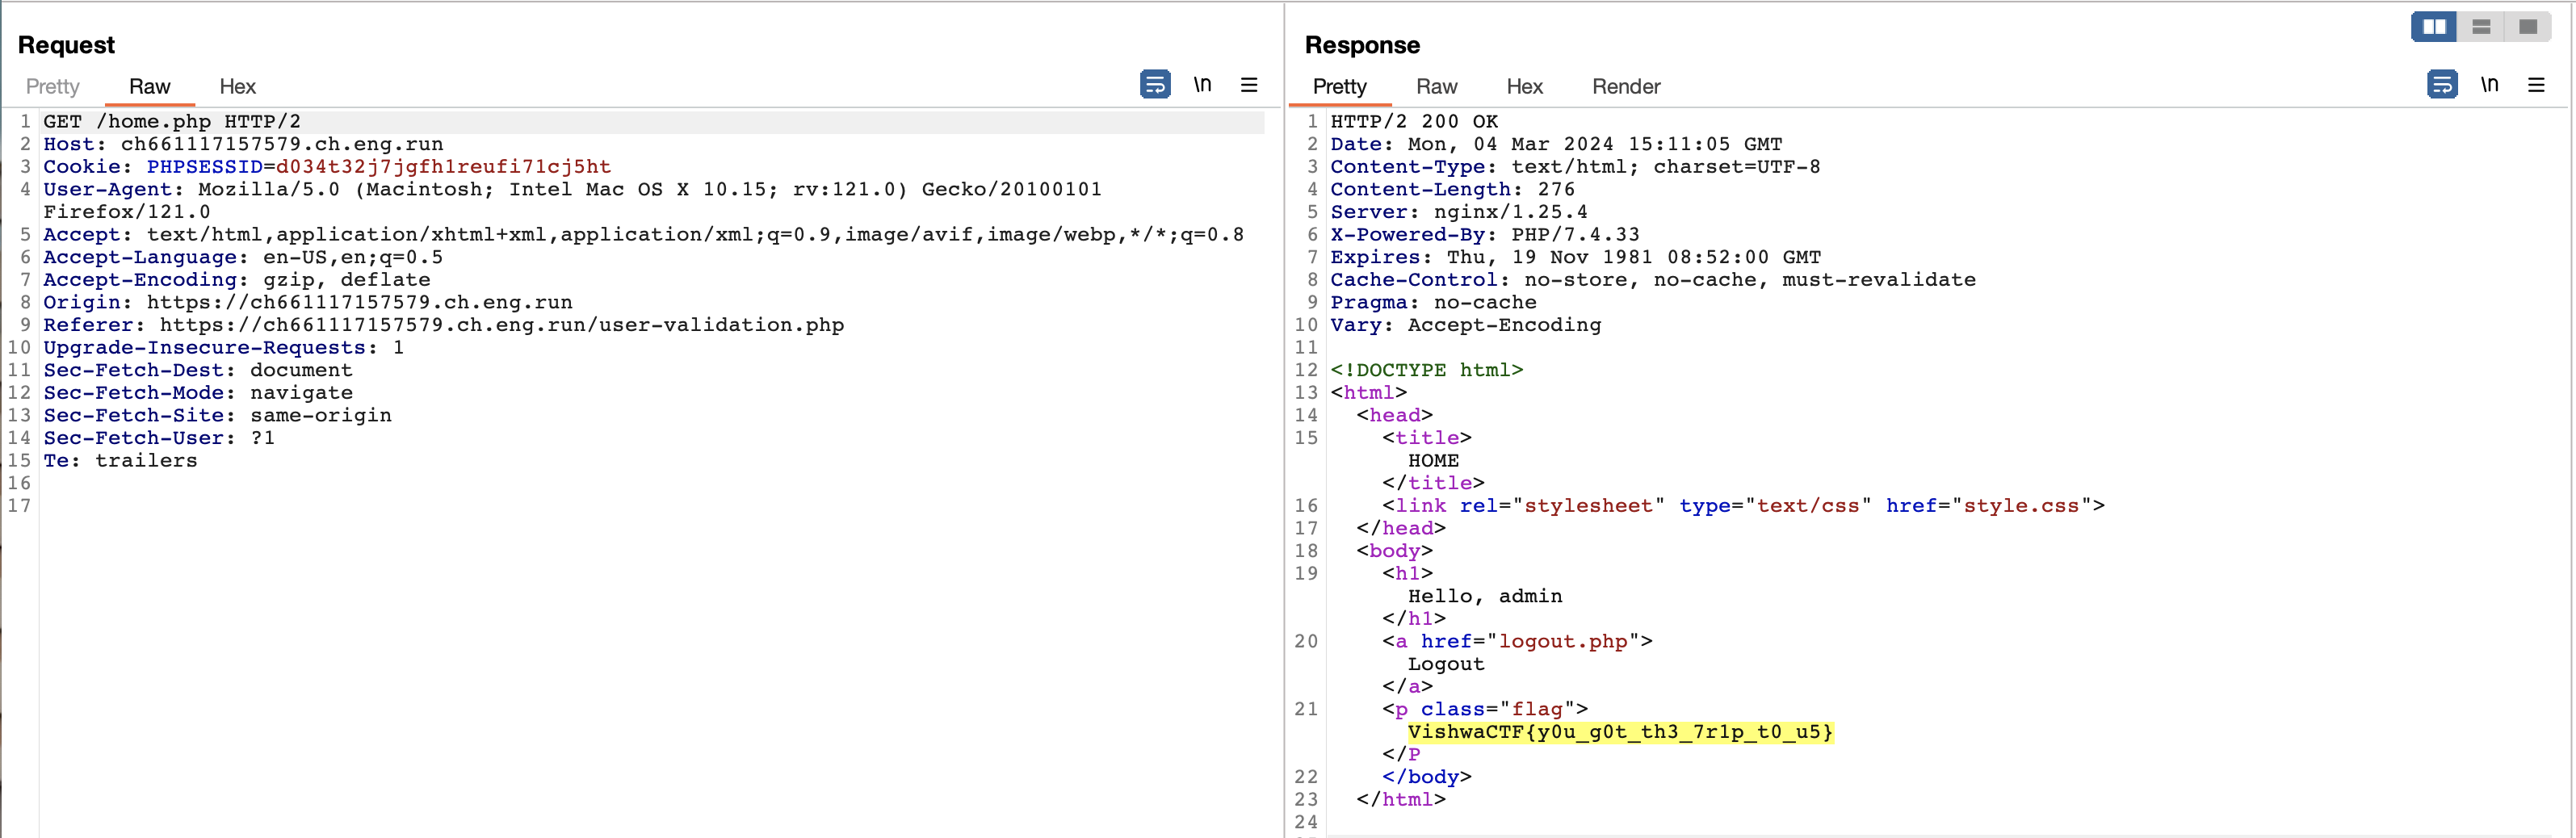 Request
Pretty Raw Hex \n
1 GET /home.php HTTP/2
2 Host: ch661117157579.ch.eng.run
3 Cookie: PHPSESSID=d034t32j7jgfh1reufi71cj5ht
4 User-Agent: Mozilla/5.0 (Macintosh; Intel Mac OS X 10.15; rv:121.0) Gecko/20100101
Firefox/121.0
5 Accept: text/html,application/xhtml+xml,application/xml;q=0.9,image/avif,image/webp,*/*;q=0.8
6 Accept-Language: en-US,en;q=0.5
7 Accept-Encoding: gzip, deflate
8 Origin: https://ch661117157579.ch.eng.run
9 Referer: https://ch661117157579.ch.eng.run/user-validation.php
10 Upgrade-Insecure-Requests: 1
11 Sec-Fetch-Dest: document
12 Sec-Fetch-Mode: navigate
13 Sec-Fetch-Site: same-origin
14 Sec-Fetch-User: ?1
15 Te: trailers
16
17
Response
Pretty Raw Hex Render \n
1 HTTP/2 200 OK
2 Date: Mon, 04 Mar 2024 15:11:05 GMT
3 Content-Type: text/html; charset=UTF-8
4 Content-Length: 276
5 Server: nginx/1.25.4
6 X-Powered-By: PHP/7.4.33
7 Expires: Thu, 19 Nov 1981 08:52:00 GMT
8 Cache-Control: no-store, no-cache, must-revalidate
9 Pragma: no-cache
10 Vary: Accept-Encoding
11
12 <!DOCTYPE html>
13 <html>
14 <head>
15 <title>
HOME
</title>
16 <link rel="stylesheet" type="text/css" href="style.css">
17 </head>
18 <body>
19 <h1>
Hello, admin
</h1>
20 <a href="logout.php">
Logout
</a>
21 <p class="flag">
VishwaCTF{y0u_g0t_th3_7r1p_t0_u5}
</P
22 </body>
23 </html>
24